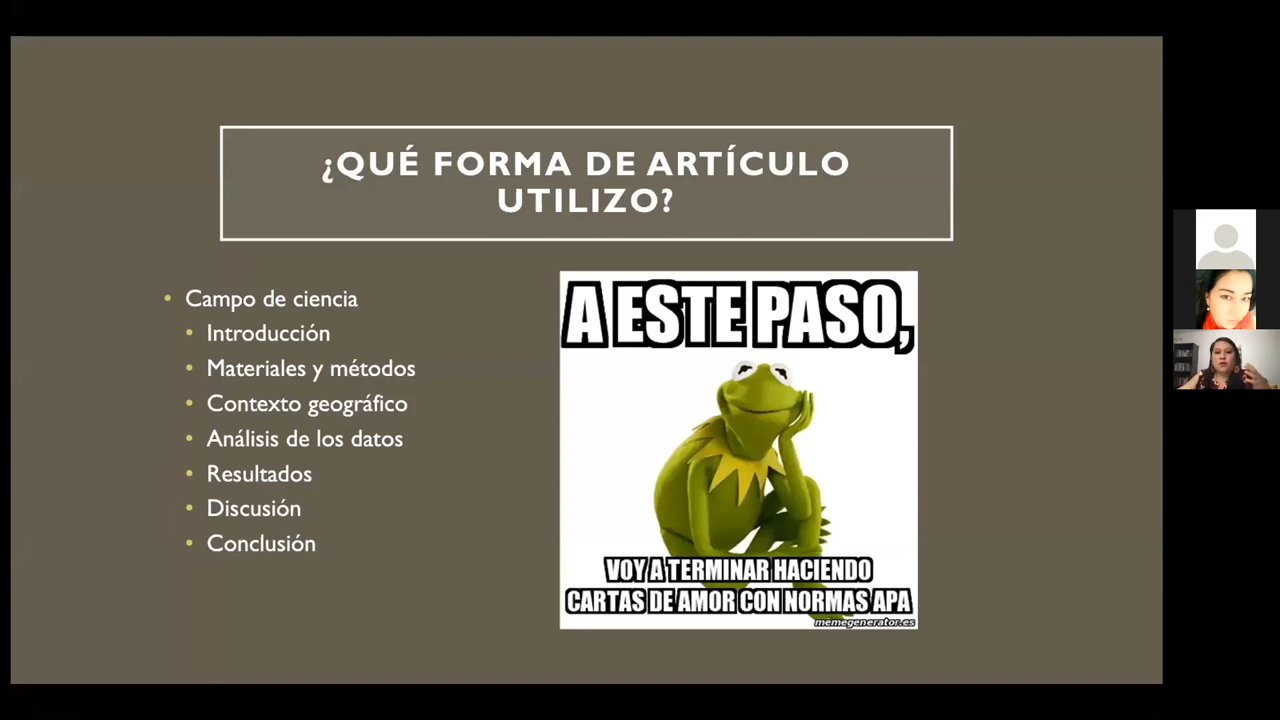 ¿QUÉ FORMA DE ARTÍCULO
UTILIZO?
• Campo de ciencia
• Introducción
• Materiales y métodos
• Contexto geográfico
• Análisis de los datos
• Resultados
• Discusión
• Conclusión
A ESTE PASO,
VOY A TERMINAR HACIENDO
CARTAS DE AMOR CON NORMAS APA
memegenerator.es